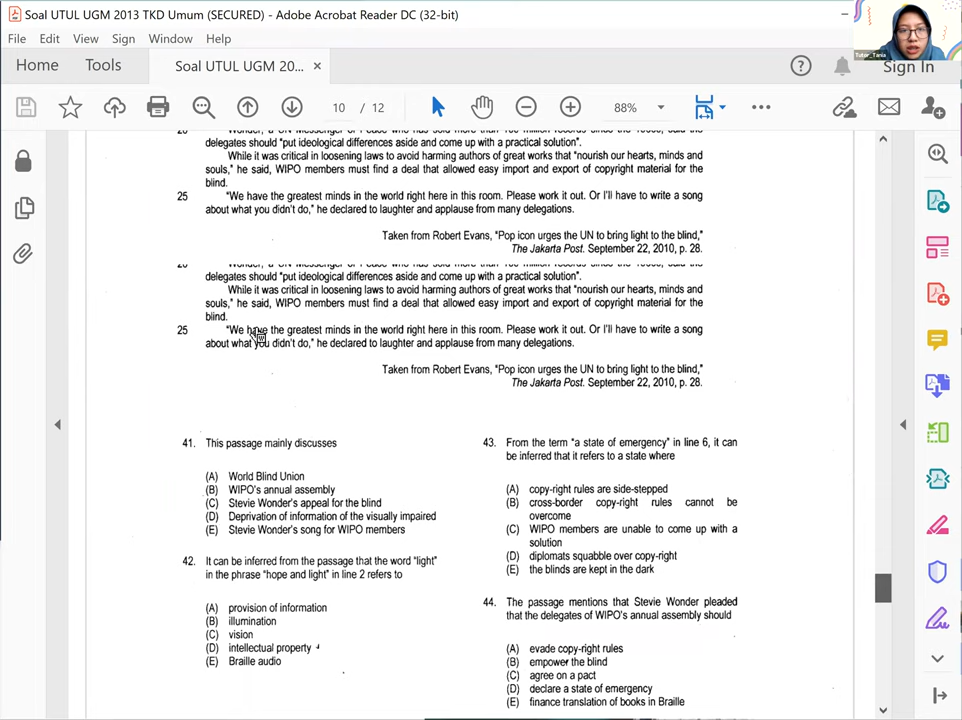 Soal UTUL UGM 2013 TKD Umum (SECURED) - Adobe Acrobat Reader DC (32-bit)
File Edit View Sign Window Help
Home Tools Soal UTUL UGM 20... × Sign In
10 / 12 88%
Tutor_Tania
delegates should “put ideological differences aside and come up with a practical solution”.
While it was critical in loosening laws to avoid harming authors of great works that “nourish our hearts, minds and
souls,” he said, WIPO members must find a deal that allowed easy import and export of copyright material for the
blind.
25 “We have the greatest minds in the world right here in this room. Please work it out. Or I’ll have to write a song
about what you didn’t do,” he declared to laughter and applause from many delegations.
Taken from Robert Evans, “Pop icon urges the UN to bring light to the blind,”
The Jakarta Post. September 22, 2010, p. 28.
delegates should “put ideological differences aside and come up with a practical solution”.
While it was critical in loosening laws to avoid harming authors of great works that “nourish our hearts, minds and
souls,” he said, WIPO members must find a deal that allowed easy import and export of copyright material for the
blind.
25 “We have the greatest minds in the world right here in this room. Please work it out. Or I’ll have to write a song
about what you didn’t do,” he declared to laughter and applause from many delegations.
Taken from Robert Evans, “Pop icon urges the UN to bring light to the blind,”
The Jakarta Post. September 22, 2010, p. 28.
41. This passage mainly discusses
(A) World Blind Union
(B) WIPO’s annual assembly
(C) Stevie Wonder’s appeal for the blind
(D) Deprivation of information of the visually impaired
(E) Stevie Wonder’s song for WIPO members
42. It can be inferred from the passage that the word “light”
in the phrase “hope and light” in line 2 refers to
(A) provision of information
(B) illumination
(C) vision
(D) intellectual property
(E) Braille audio
43. From the term “a state of emergency” in line 6, it can
be inferred that it refers to a state where
(A) copy-right rules are side-stepped
(B) cross-border copy-right rules cannot be
overcome
(C) WIPO members are unable to come up with a
solution
(D) diplomats squabble over copy-right
(E) the blinds are kept in the dark
44. The passage mentions that Stevie Wonder pleaded
that the delegates of WIPO’s annual assembly should
(A) evade copy-right rules
(B) empower the blind
(C) agree on a pact
(D) declare a state of emergency
(E) finance translation of books in Braille